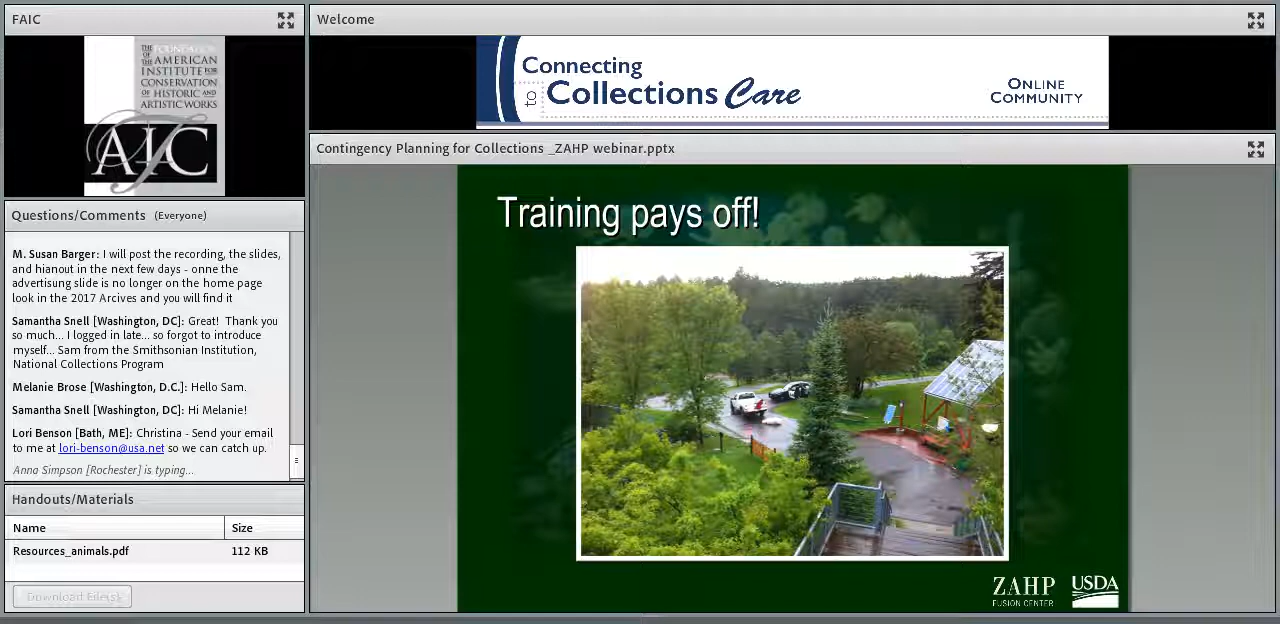 FAIC
THE FOUNDATION
OF THE AMERICAN
INSTITUTE FOR
CONSERVATION
OF HISTORIC AND
ARTISTIC WORKS
AIC
Questions/Comments (Everyone)
M. Susan Barger: I will post the recording, the slides,
and hianout in the next few days - onne the
advertising slide is no longer on the home page
look in the 2017 Arcives and you will find it
Samantha Snell [Washington, DC]: Great! Thank you
so much... I logged in late... so forgot to introduce
myself... Sam from the Smithsonian Institution,
National Collections Program
Melanie Brose [Washington, D.C.]: Hello Sam.
Samantha Snell [Washington, DC]: Hi Melanie!
Lori Benson [Bath, ME]: Christina - Send your email
to me at lori-benson@usa.net so we can catch up.
Anna Simpson [Rochester] is typing...
Handouts/Materials
Name Size
Resources_animals.pdf 112 KB
Download File(s)
Welcome
Connecting
to Collections Care
ONLINE
COMMUNITY
Contingency Planning for Collections _ZAHP webinar.pptx
Training pays off!
ZAHP
FUSION CENTER
USDA